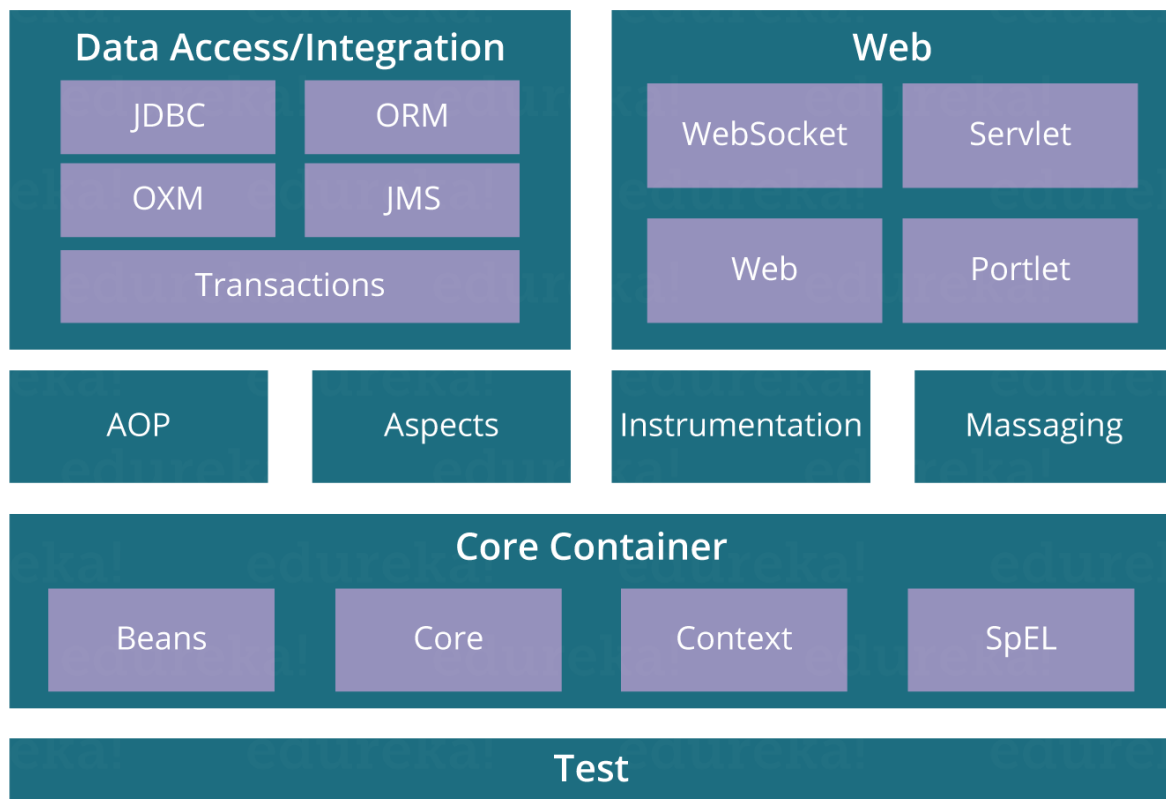 Data Access/Integration
JDBC
ORM
OXM
JMS
Transactions
Web
WebSocket
Servlet
Web
Portlet
AOP
Aspects
Instrumentation
Massaging
Core Container
Beans
Core
Context
SpEL
Test
edureka!